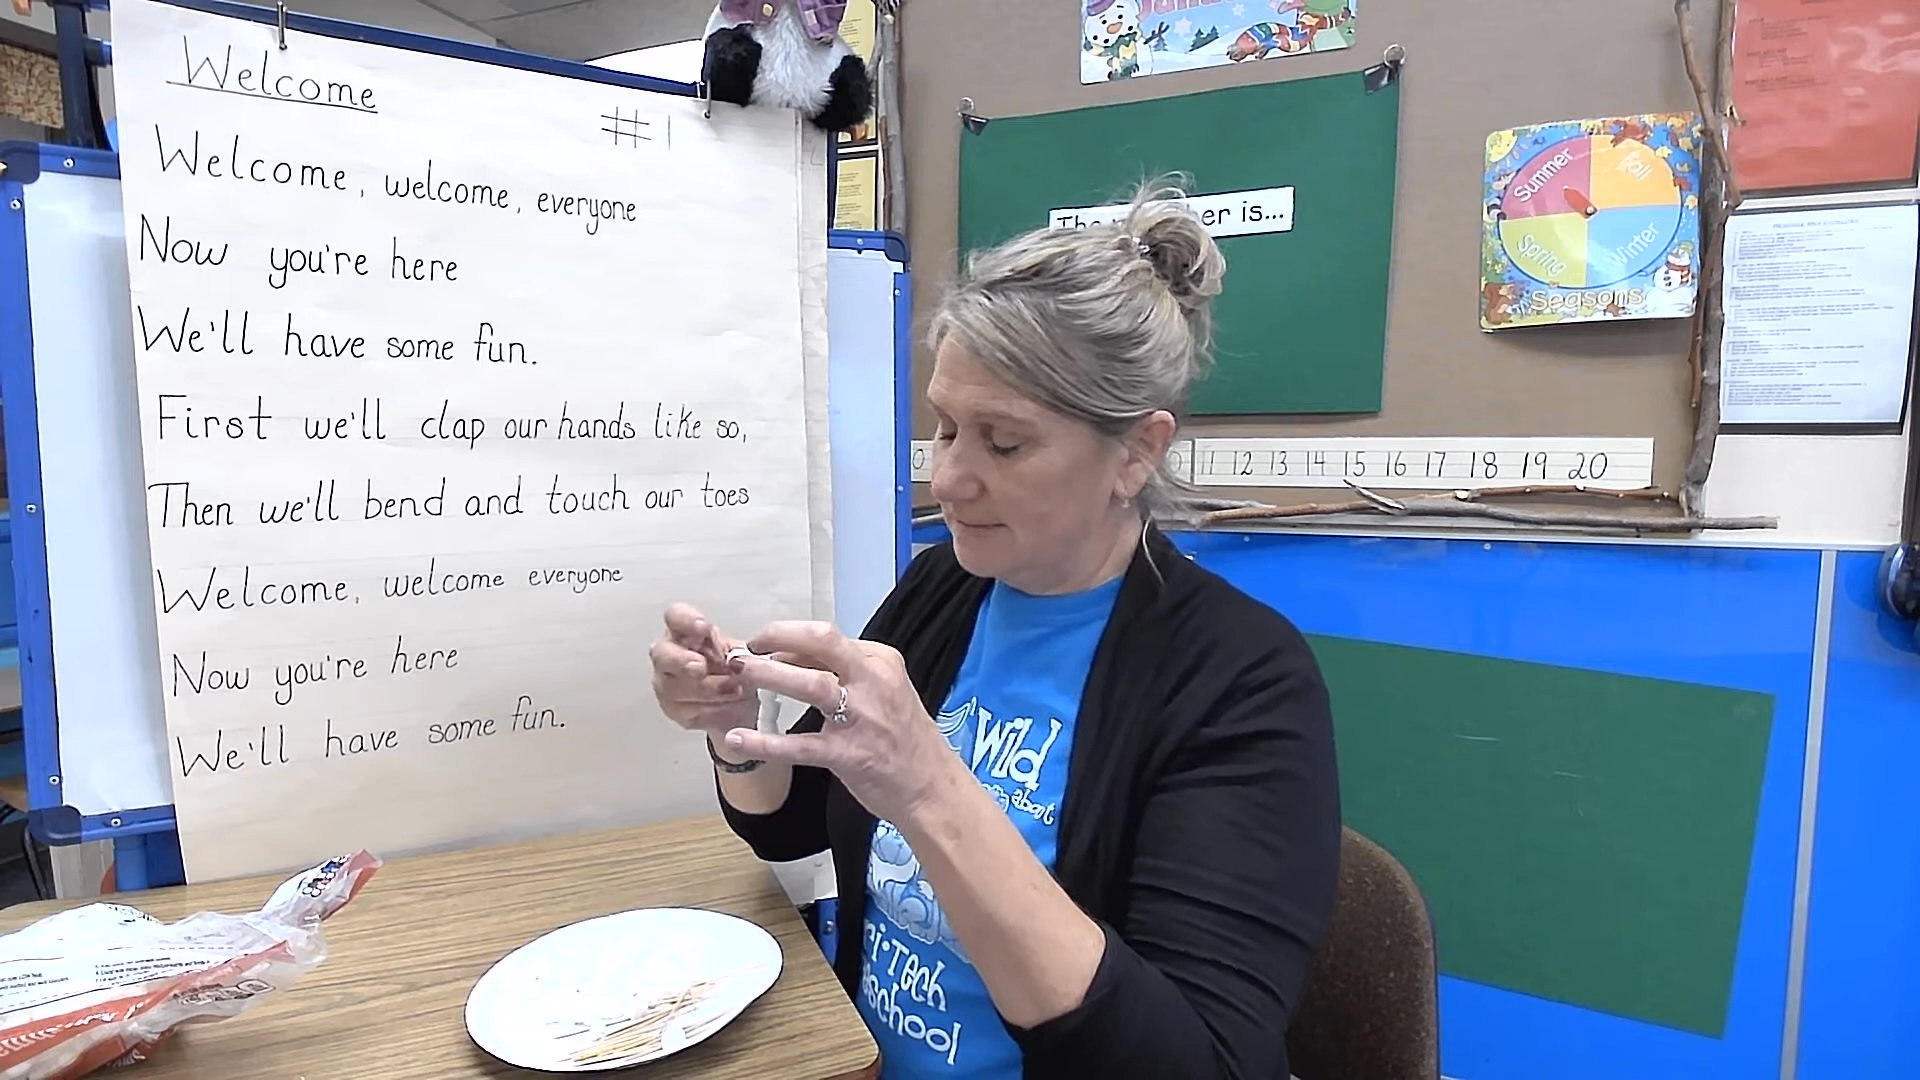 Welcome
#1
Welcome, welcome, everyone
Now you're here
We'll have some fun.
First we'll clap our hands like so,
Then we'll bend and touch our toes
Welcome, welcome everyone
Now you're here
We'll have some fun.
is...
Summer
Fall
Spring
Winter
Seasons
11 12 13 14 15 16 17 18 19 20
Wild
about
Tech